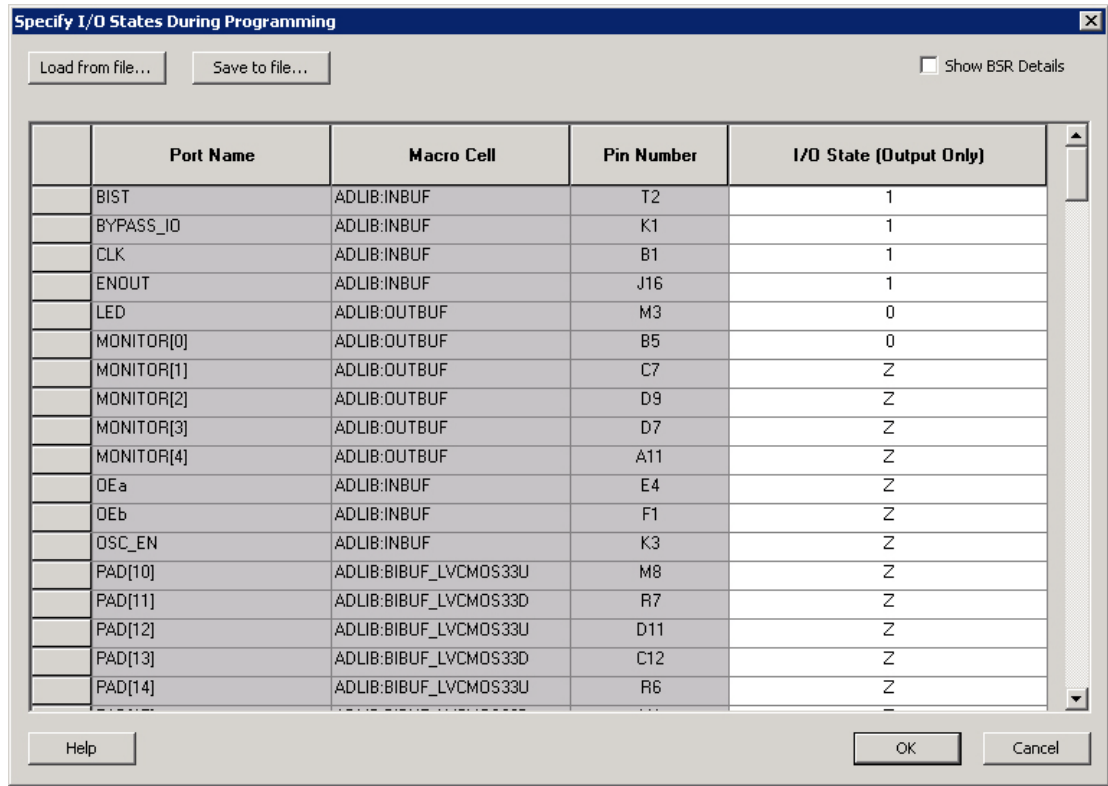 Specify I/O States During Programming
Load from file... Save to file... Show BSR Details
Port Name Macro Cell Pin Number I/O State (Output Only)
BIST ADLIB:INBUF T2 1
BYPASS_IO ADLIB:INBUF K1 1
CLK ADLIB:INBUF B1 1
ENOUT ADLIB:INBUF J16 1
LED ADLIB:OUTBUF M3 0
MONITOR[0] ADLIB:OUTBUF B5 0
MONITOR[1] ADLIB:OUTBUF C7 Z
MONITOR[2] ADLIB:OUTBUF D9 Z
MONITOR[3] ADLIB:OUTBUF D7 Z
MONITOR[4] ADLIB:OUTBUF A11 Z
OEa ADLIB:INBUF E4 Z
OEb ADLIB:INBUF F1 Z
OSC_EN ADLIB:INBUF K3 Z
PAD[10] ADLIB:BIBUF_LVCMOS33U M8 Z
PAD[11] ADLIB:BIBUF_LVCMOS33D R7 Z
PAD[12] ADLIB:BIBUF_LVCMOS33U D11 Z
PAD[13] ADLIB:BIBUF_LVCMOS33D C12 Z
PAD[14] ADLIB:BIBUF_LVCMOS33U R6 Z
Help OK Cancel